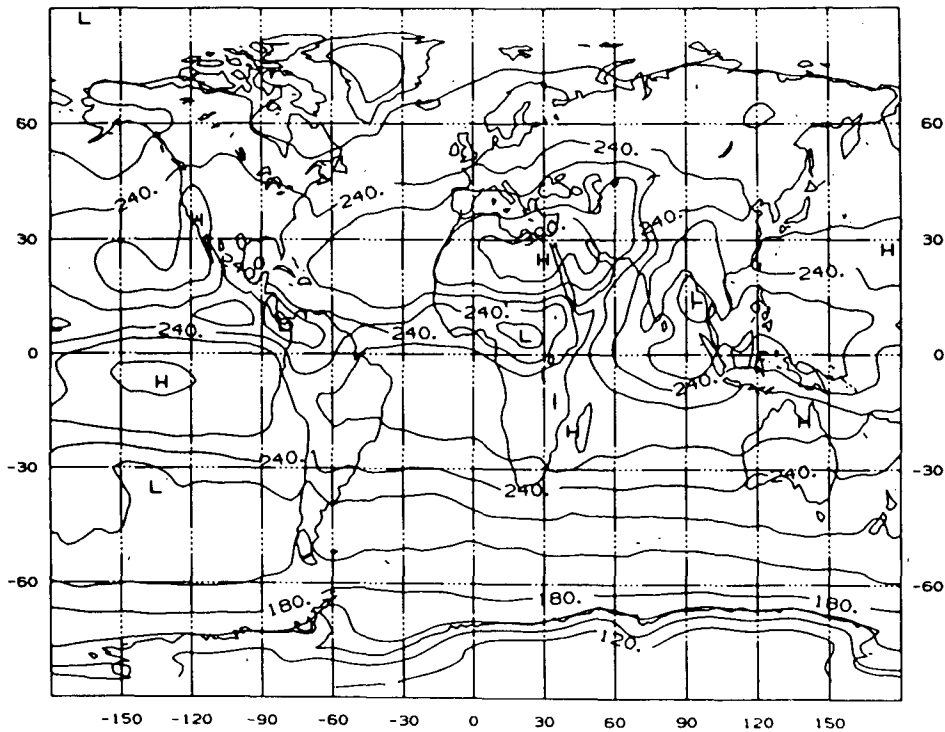 L
60 240. 60
240. 240. 240.
H
30 300. 30
H H
240.
240. L
240. 240. 240. L
0 0
H 240.
H H
-30 240. 240. -30
L 240.
-60 -60
180. 180. 180.
120.
-150 -120 -90 -60 -30 0 30 60 90 120 150